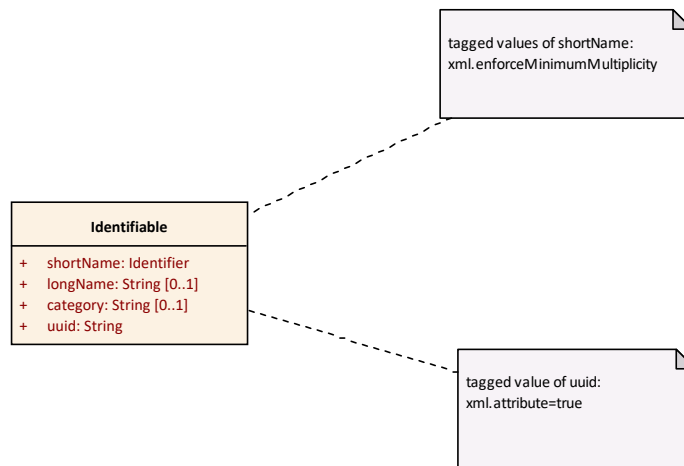 tagged values of shortName:
xml.enforceMinimumMultiplicity
Identifiable
+ shortName: Identifier
+ longName: String [0..1]
+ category: String [0..1]
+ uuid: String
tagged value of uuid:
xml.attribute=true